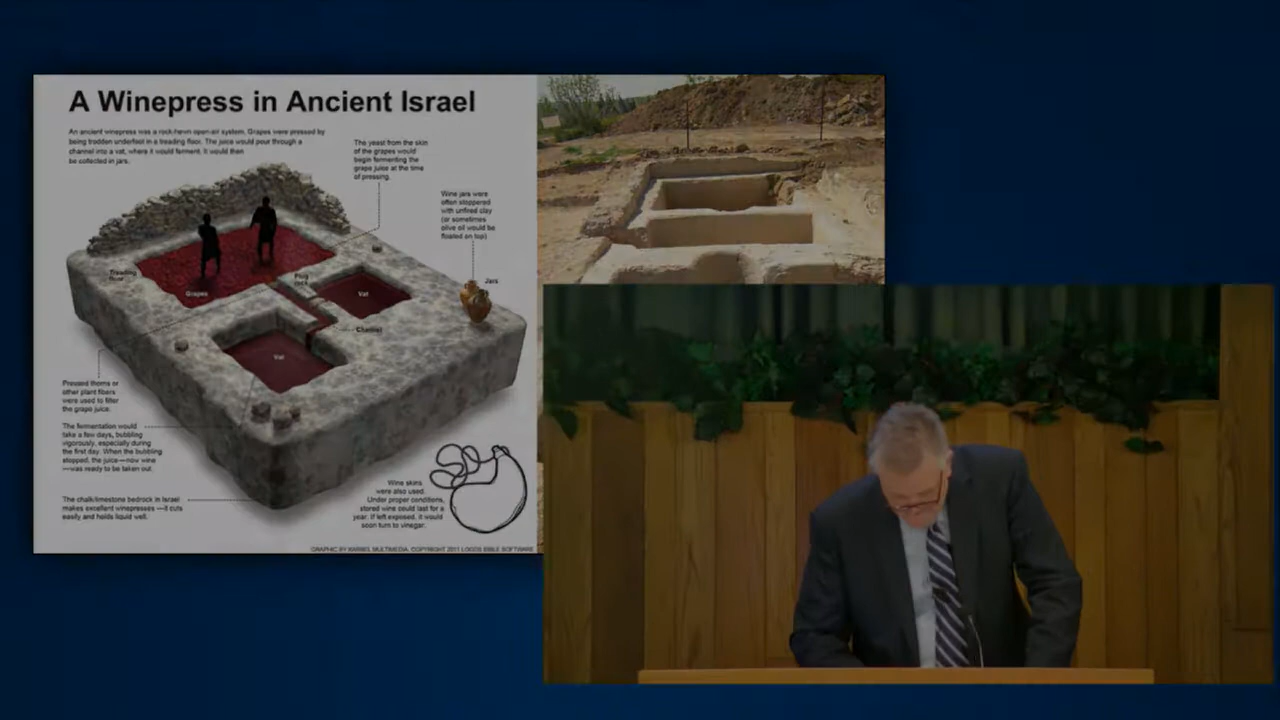 A Winepress in Ancient Israel
An ancient winepress was a rock-hewn open-air system. Grapes were pressed by
being trodden underfoot in a treading floor. The juice would pour through a
channel into a vat, where it would ferment. It would then
be collected in jars.
The yeast from the skin
of the grapes would
begin fermenting the
grape juice at the time
of pressing.
Wine jars were
often stoppered
with unfired clay
(or sometimes
olive oil would be
floated on top)
Treading
floor
Grapes
Plug
rock
Vat
Jars
Channel
Vat
Pressed thorns or
other plant fibers
were used to filter
the grape juice.
The fermentation would
take a few days, bubbling
vigorously, especially during
the first day. When the bubbling
stopped, the juice—now wine
—was ready to be taken out.
The chalk/limestone bedrock in Israel
makes excellent winepresses —it cuts
easily and holds liquid well.
Wine skins
were also used.
Under proper conditions,
stored wine could last for a
year. If left exposed, it would
soon turn to vinegar.
GRAPHIC BY KARBEL MULTIMEDIA, COPYRIGHT 2011 LOGOS BIBLE SOFTWARE